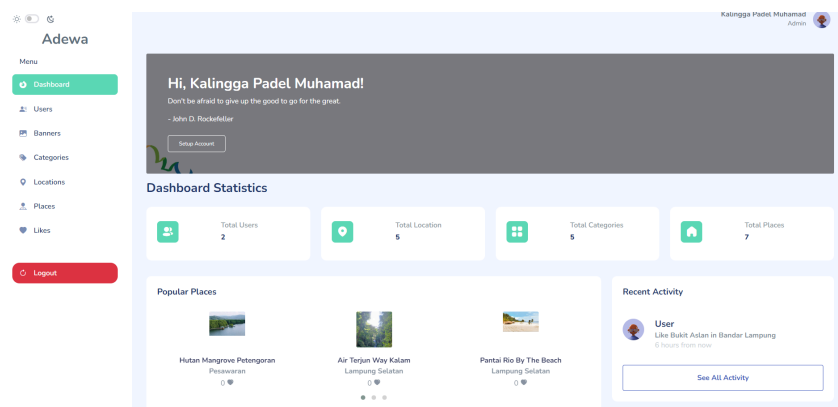 Kalingga Padel Muhamad
Admin
Adewa
Menu
Dashboard
Users
Banners
Categories
Locations
Places
Likes
Logout
Hi, Kalingga Padel Muhamad!
Don't be afraid to give up the good to go for the great.
- John D. Rockefeller
Setup Account
Dashboard Statistics
Total Users
2
Total Location
5
Total Categories
5
Total Places
7
Popular Places
Hutan Mangrove Petengoran
Pesawaran
0
Air Terjun Way Kalam
Lampung Selatan
0
Pantai Rio By The Beach
Lampung Selatan
0
Recent Activity
User
Like Bukit Aslan in Bandar Lampung
6 hours from now
See All Activity